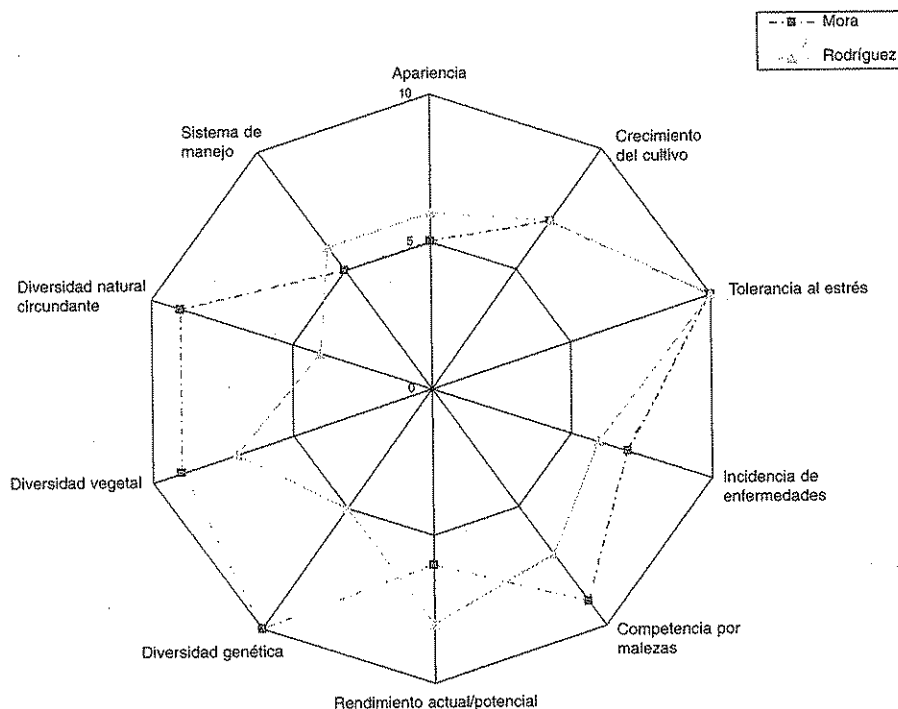 Mora
Rodríguez
Apariencia
10
Sistema de
manejo
Crecimiento
del cultivo
5
Diversidad natural
circundante
Tolerancia al estrés
0
Diversidad vegetal
Incidencia de
enfermedades
Diversidad genética
Competencia por
malezas
Rendimiento actual/potencial